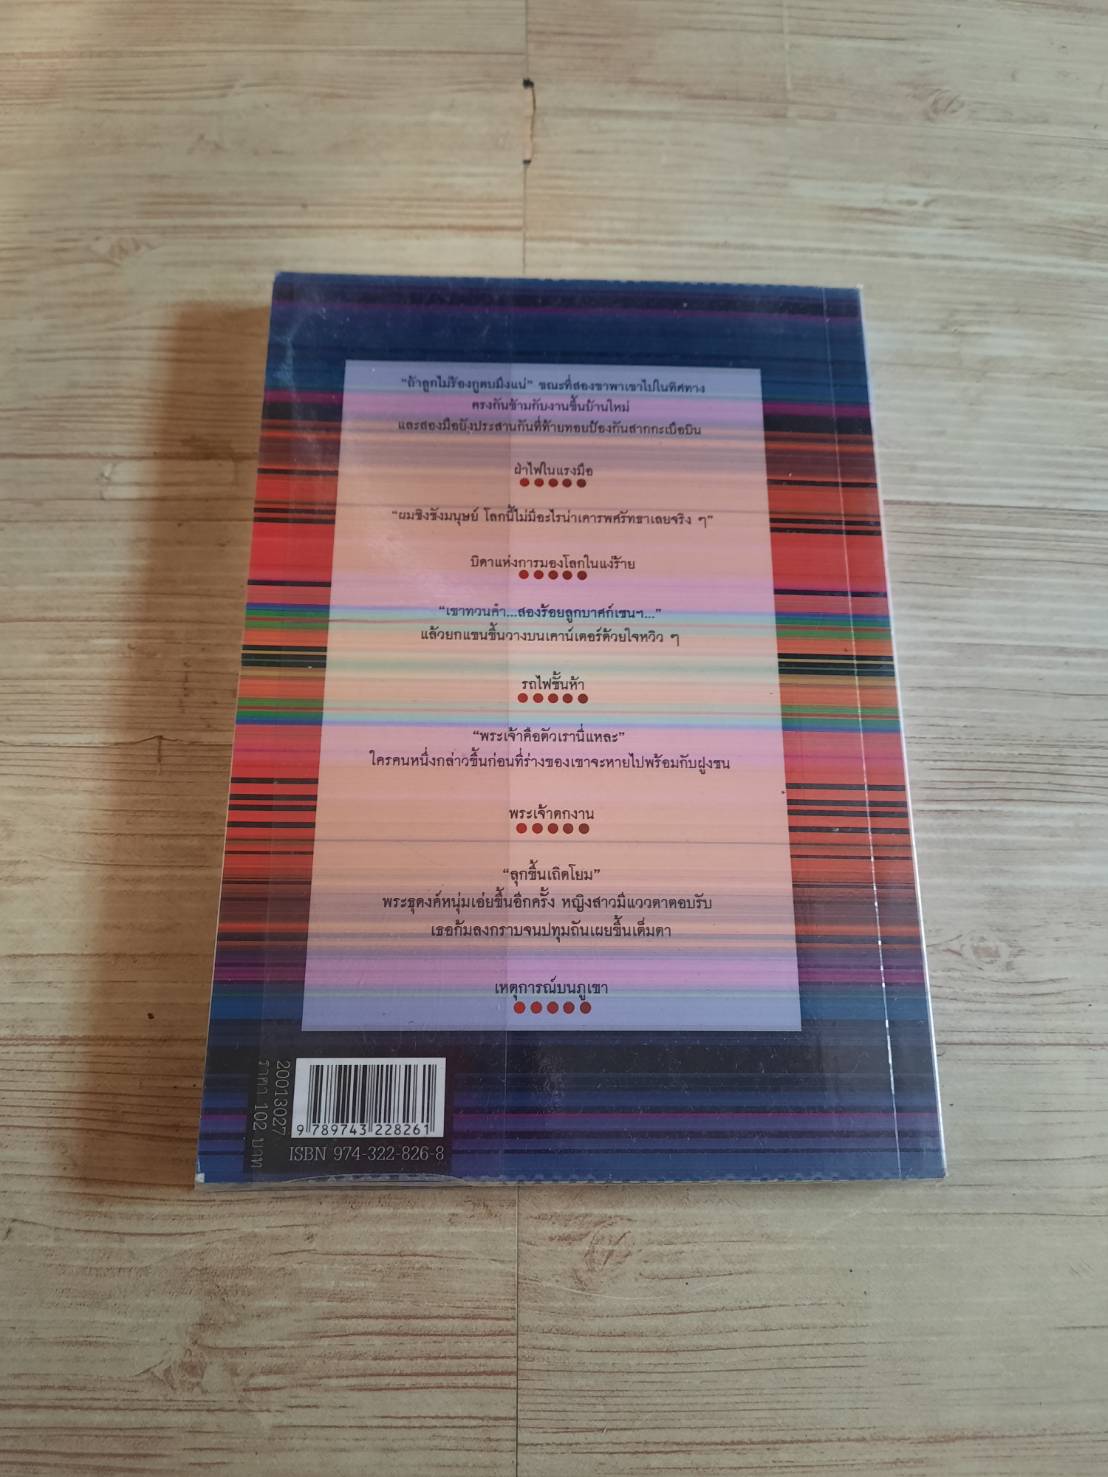 “ถ้าลูกไม่ร้องกูตบมึงแน่” ขณะที่สองขาพาเขาไปในทิศทาง
ตรงกันข้ามกับงานขึ้นบ้านใหม่
และสองมือยังประสานกันที่ท้ายทอยป้องกันสากกะเบือบิน
ฝ่าไฟในแรงมือ
“ผมชิงชังมนุษย์ โลกนี้ไม่มีอะไรน่าเคารพศรัทธาเลยจริง ๆ”
บิดาแห่งการมองโลกในแง่ร้าย
“เขาทวนคำ...สองร้อยลูกบาศก์เซนฯ...”
แล้วยกแขนขึ้นวางบนเคาน์เตอร์ด้วยใจหวิว ๆ
รถไฟชั้นห้า
“พระเจ้าคือตัวเรานี่แหละ”
ใครคนหนึ่งกล่าวขึ้นก่อนที่ร่างของเขาจะหายไปพร้อมกับฝูงชน
พระเจ้าตกงาน
“ลุกขึ้นเถิดโยม”
พระธุดงค์หนุ่มเอ่ยขึ้นอีกครั้ง หญิงสาวมีแววตาตอบรับ
เธอก้มลงกราบจนปทุมถันเผยขึ้นเต็มตา
เหตุการณ์บนภูเขา
20013027
ราคา 102 บาท
9 789743 228261
ISBN 974-322-826-8